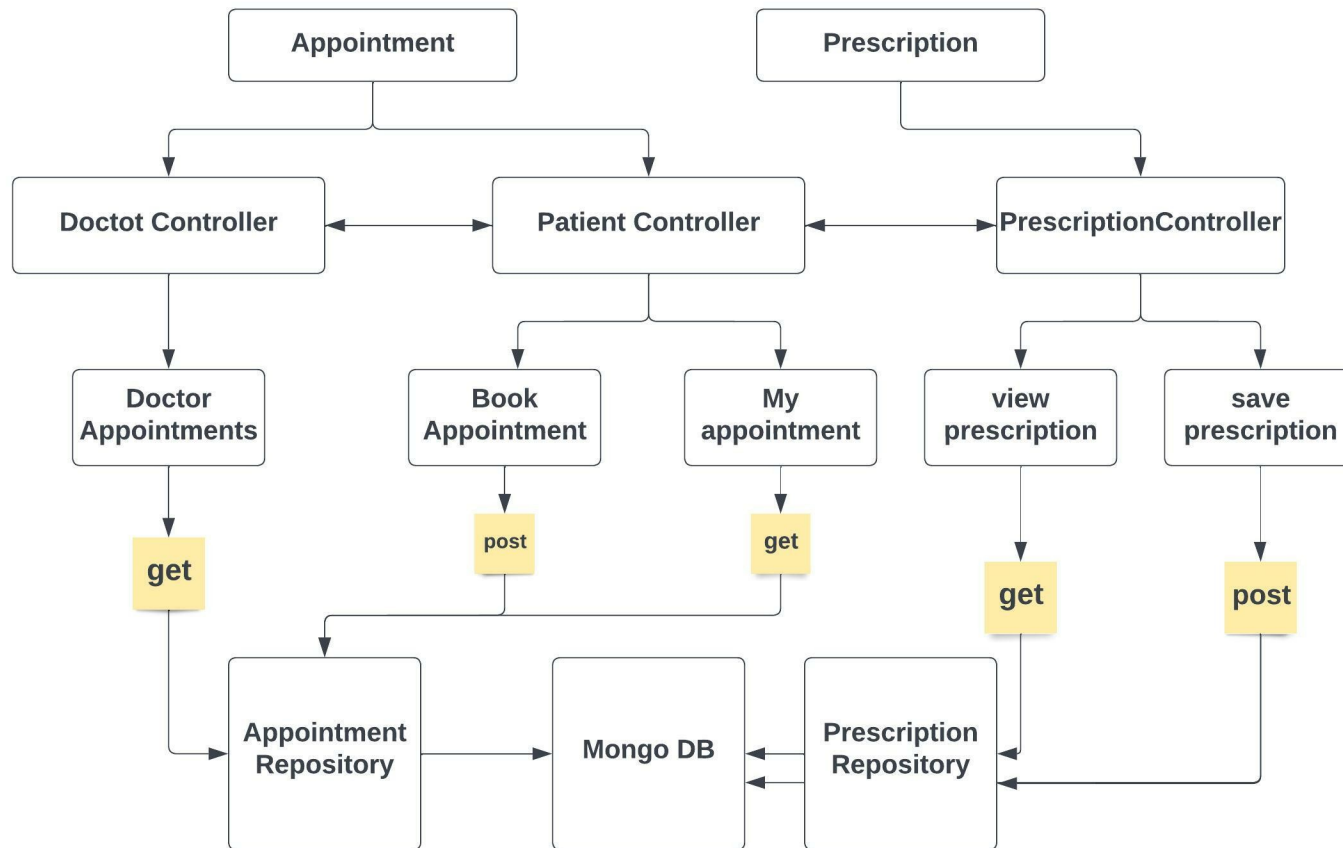 Appointment
Prescription
Doctot Controller
Patient Controller
PrescriptionController
Doctor
Appointments
Book
Appointment
My
appointment
view
prescription
save
prescription
get
post
get
get
post
Appointment
Repository
Mongo DB
Prescription
Repository